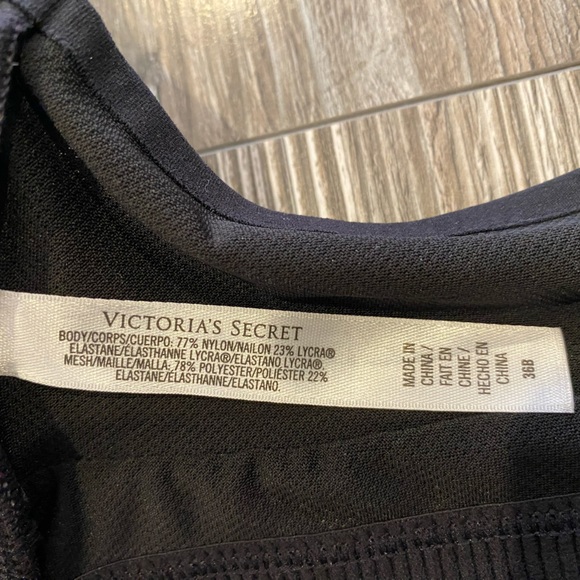 VICTORIA'S SECRET
BODY/CORPS/CUERPO: 77% NYLON/NAILON 23% LYCRA®
ELASTANE/ELASTHANNE LYCRA®/ELASTANO LYCRA®.
MESH/MAILLE/MALLA: 78% POLYESTER/POLIESTER 22%
ELASTANE/ELASTHANNE/ELASTANO.
MADE IN
CHINA/
FAIT EN
CHINE/
HECHO EN
CHINA
36B